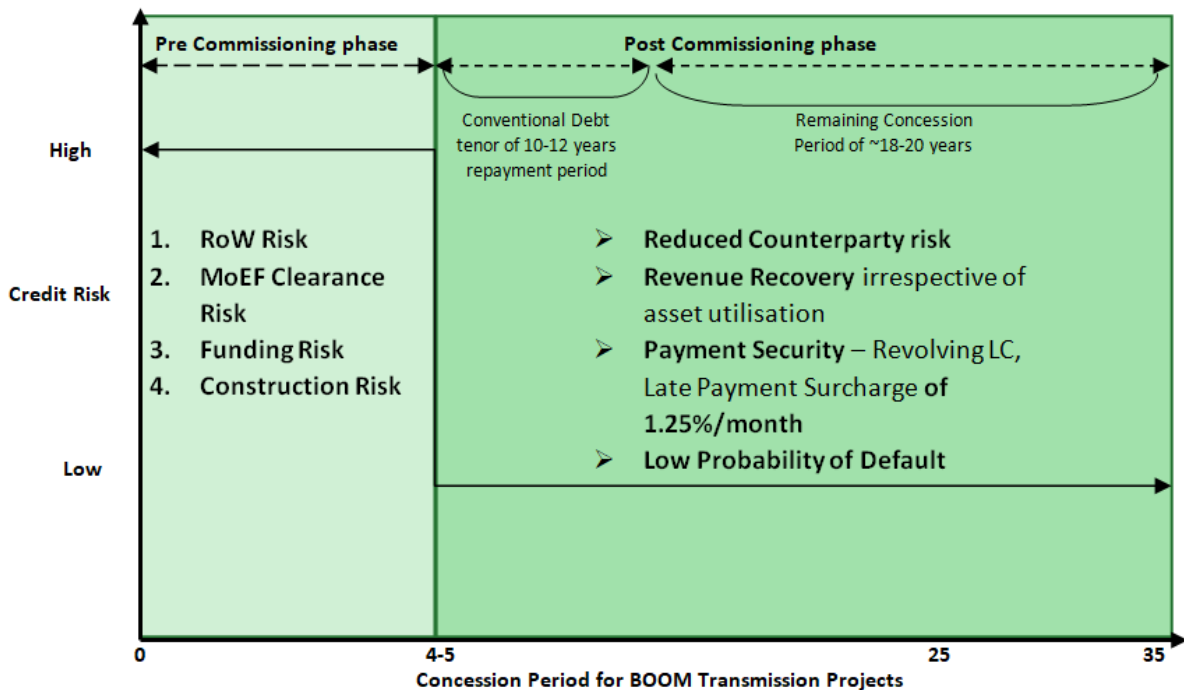 Pre Commissioning phase
Post Commissioning phase
Conventional Debt
tenor of 10-12 years
repayment period
Remaining Concession
Period of ~18-20 years
High
Credit Risk
Low
1. RoW Risk
2. MoEF Clearance
Risk
3. Funding Risk
4. Construction Risk
➢ Reduced Counterparty risk
➢ Revenue Recovery irrespective of
asset utilisation
➢ Payment Security – Revolving LC,
Late Payment Surcharge of
1.25%/month
➢ Low Probability of Default
0
4-5
25
35
Concession Period for BOOM Transmission Projects